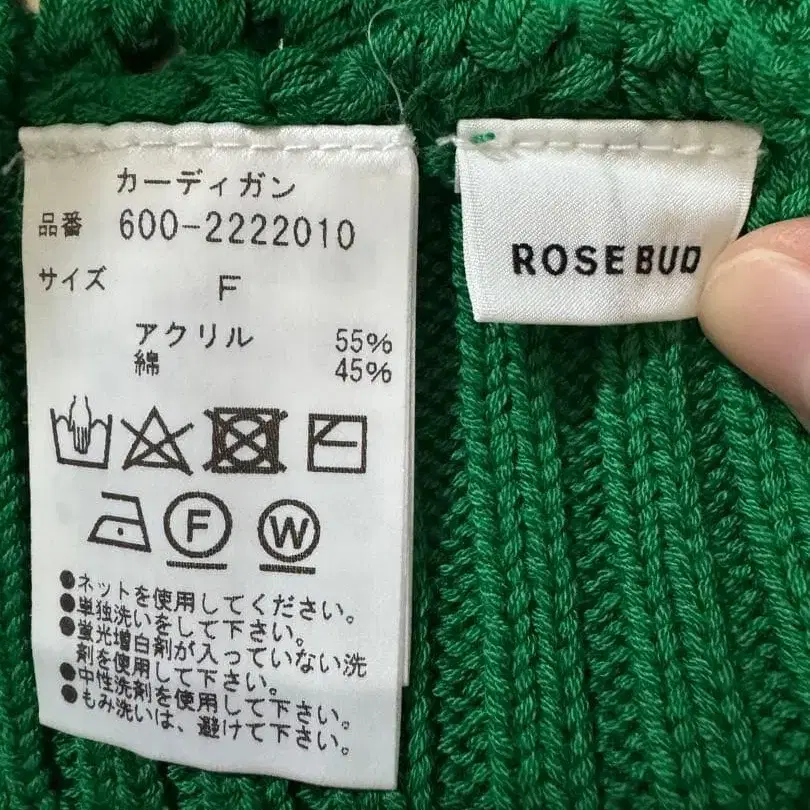 カーディガン
品番 600-2222010
サイズ F
アクリル 55%
綿 45%
F W
●ネットを使用してください。
●単独洗いをして下さい。
●蛍光増白剤が入っていない洗
剤を使用して下さい。
●中性洗剤を使用して下さい。
●もみ洗いは、避けて下さい。
ROSE BUD